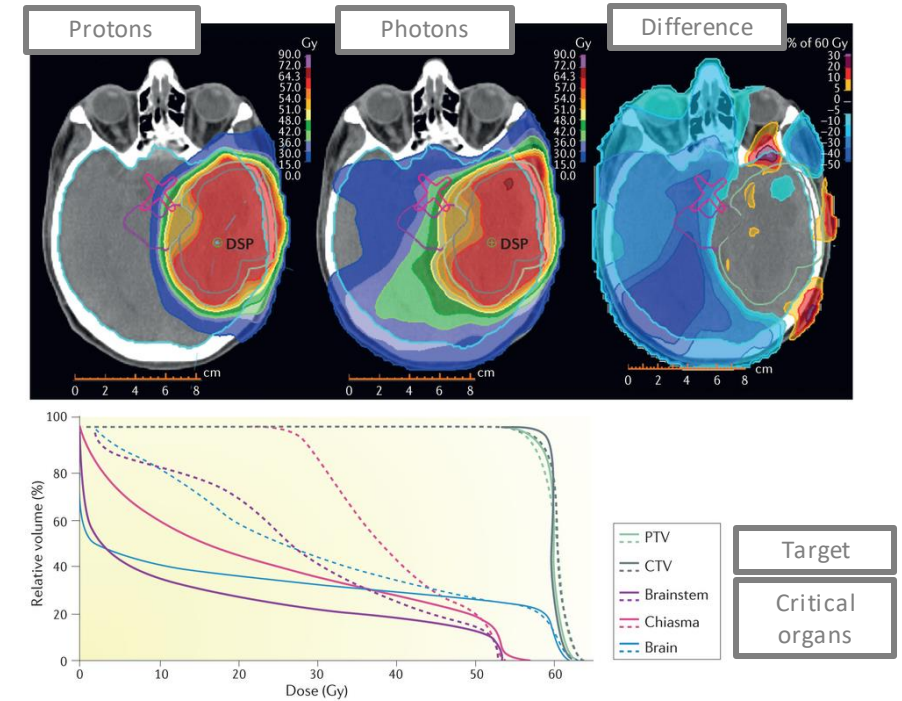 Protons
Photons
Difference
Gy
90.0
72.0
64.3
57.0
54.0
51.0
48.0
42.0
36.0
30.0
15.0
0.0
DSP
cm
0 2 4 6 8
Gy
90.0
72.0
64.3
57.0
54.0
51.0
48.0
42.0
36.0
30.0
15.0
0.0
DSP
cm
0 2 4 6 8
% of 60 Gy
30
20
10
5
0
−5
−10
−20
−30
−40
−50
cm
0 2 4 6 8
Relative volume (%)
100
80
60
40
20
0
0 10 20 30 40 50 60
Dose (Gy)
PTV
CTV
Brainstem
Chiasma
Brain
Target
Critical
organs